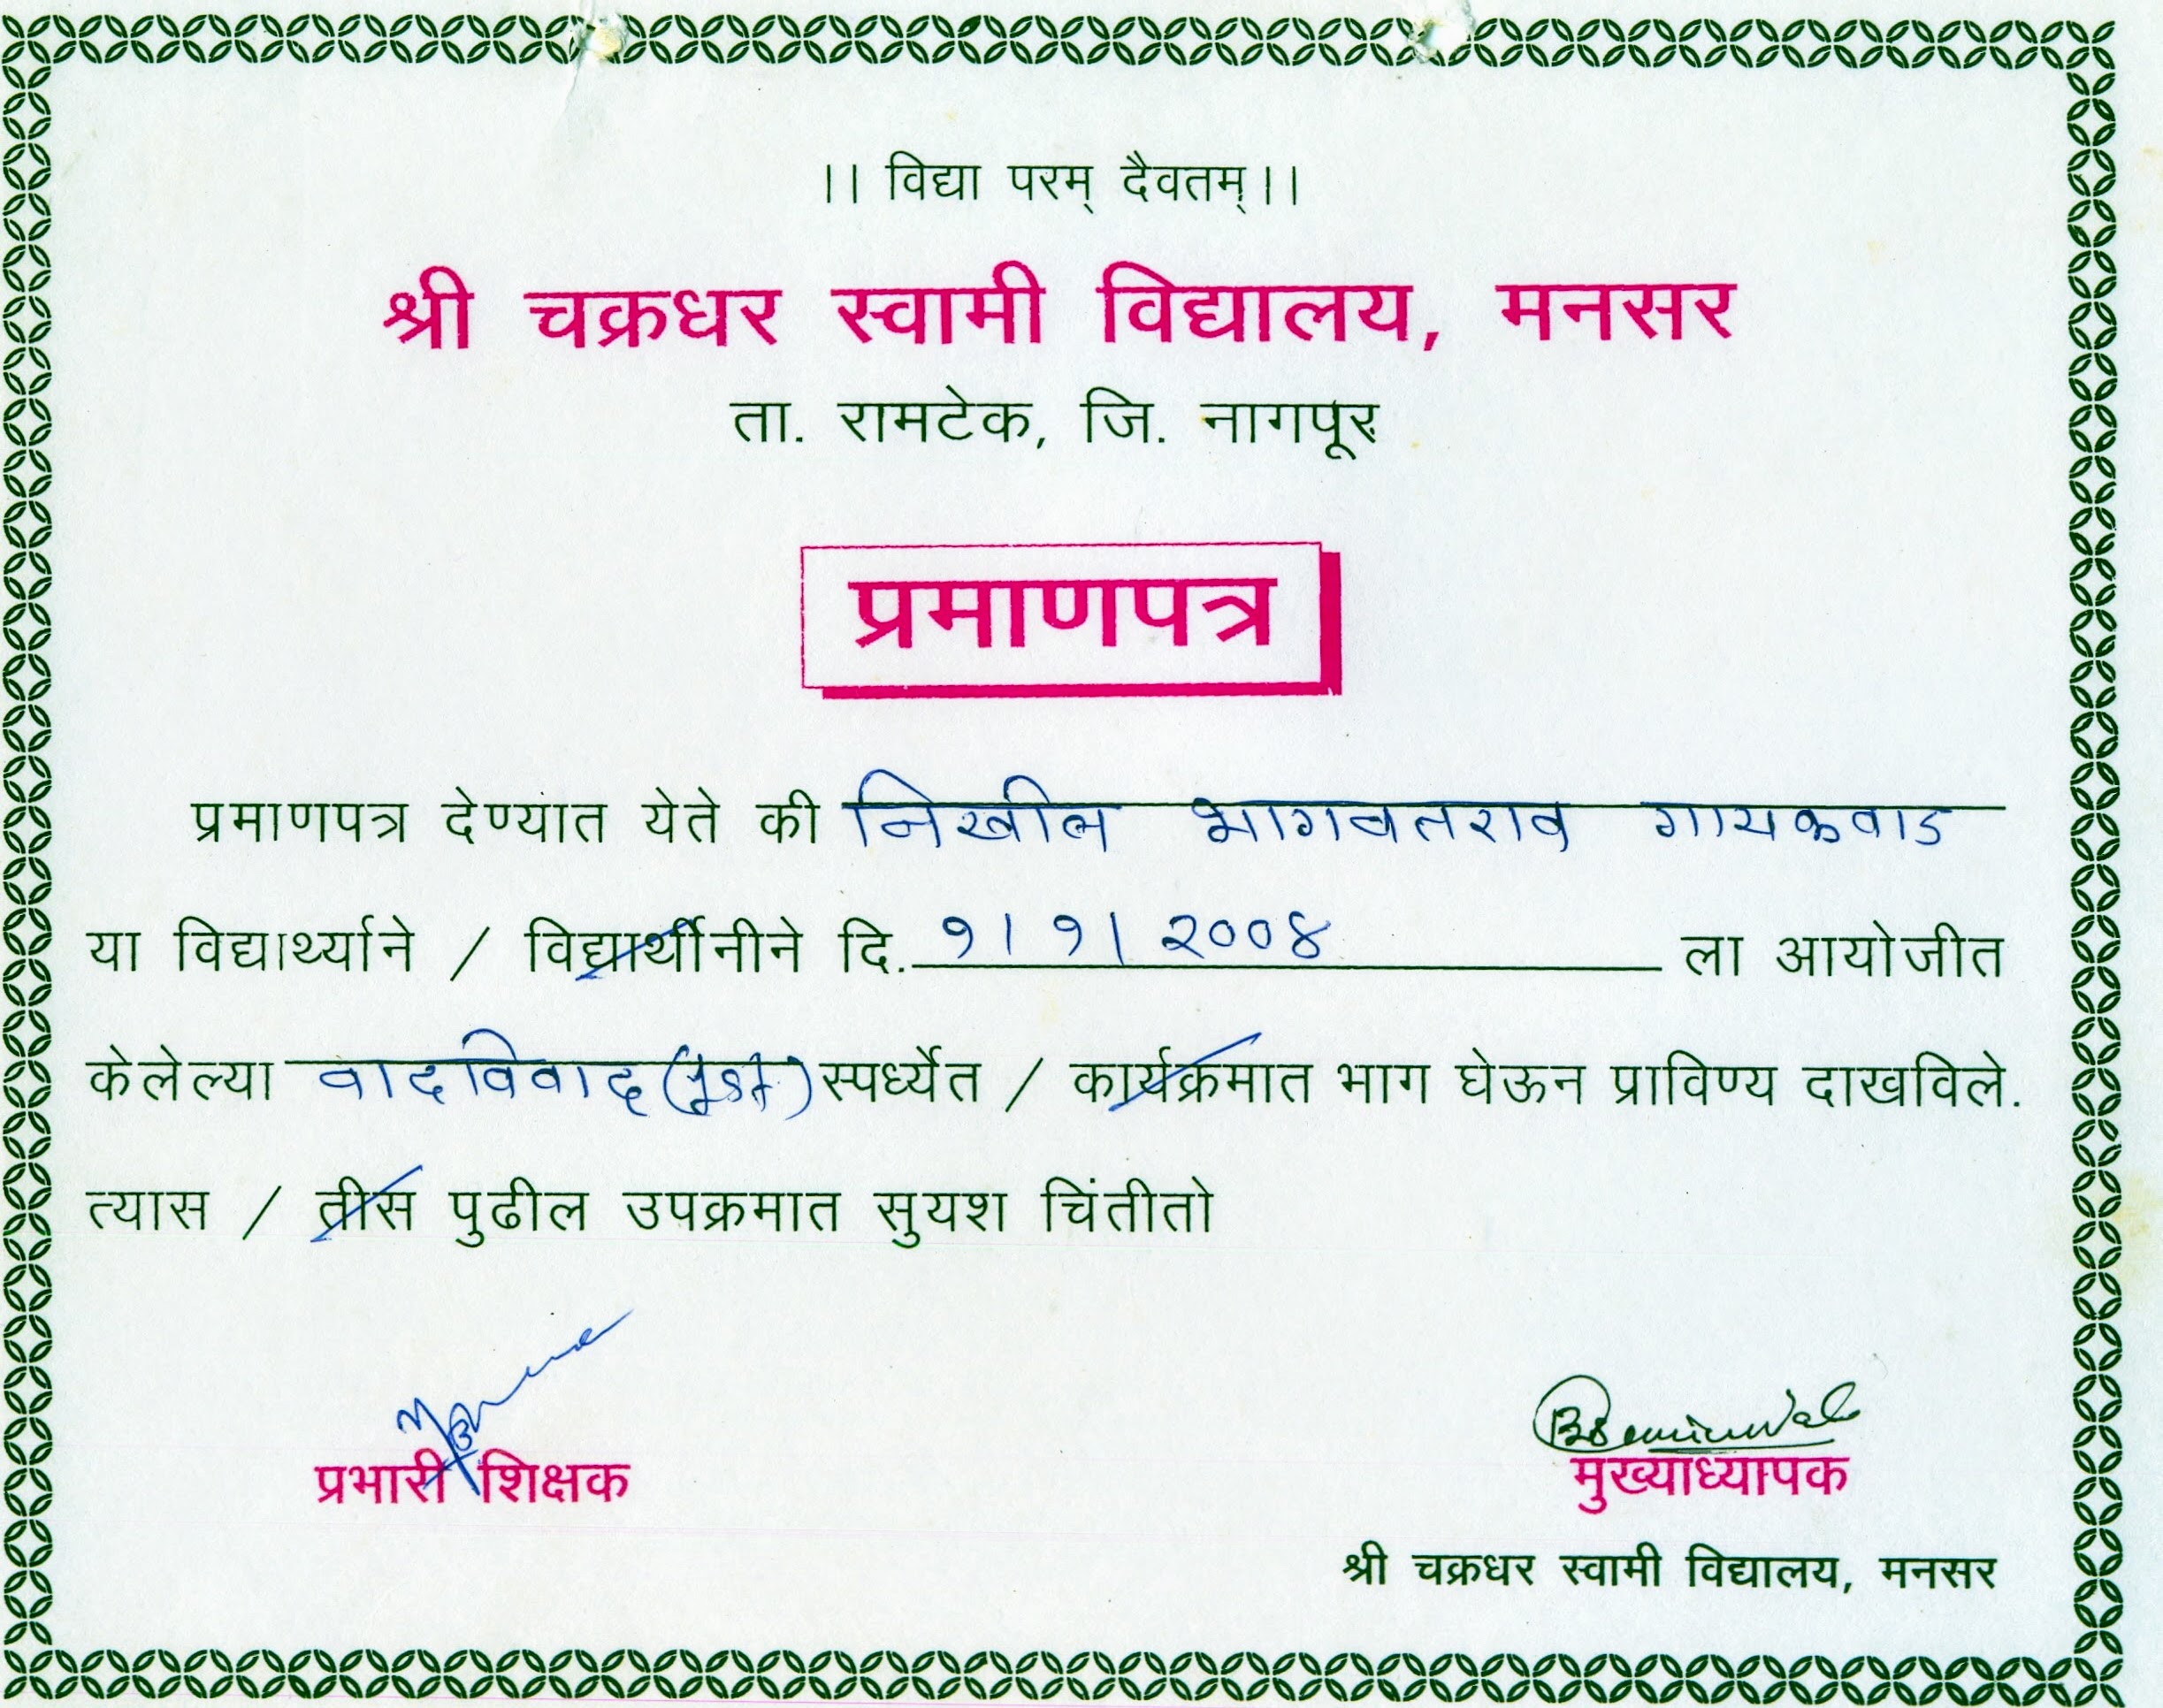 ।। विद्या परम् दैवतम् ।।
श्री चक्रधर स्वामी विद्यालय, मनसर
ता. रामटेक, जि. नागपूर
प्रमाणपत्र
प्रमाणपत्र देण्यात येते की निखील भागवतराव गायकवाड
या विद्यार्थ्याने / विद्यार्थीनीने दि. ९।९। २००४ ला आयोजीत
केलेल्या वादविवाद स्पर्ध्येत / कार्यक्रमात भाग घेऊन प्राविण्य दाखविले.
त्यास / तीस पुढील उपक्रमात सुयश चिंतीतो
प्रभारी शिक्षक
मुख्याध्यापक
श्री चक्रधर स्वामी विद्यालय, मनसर